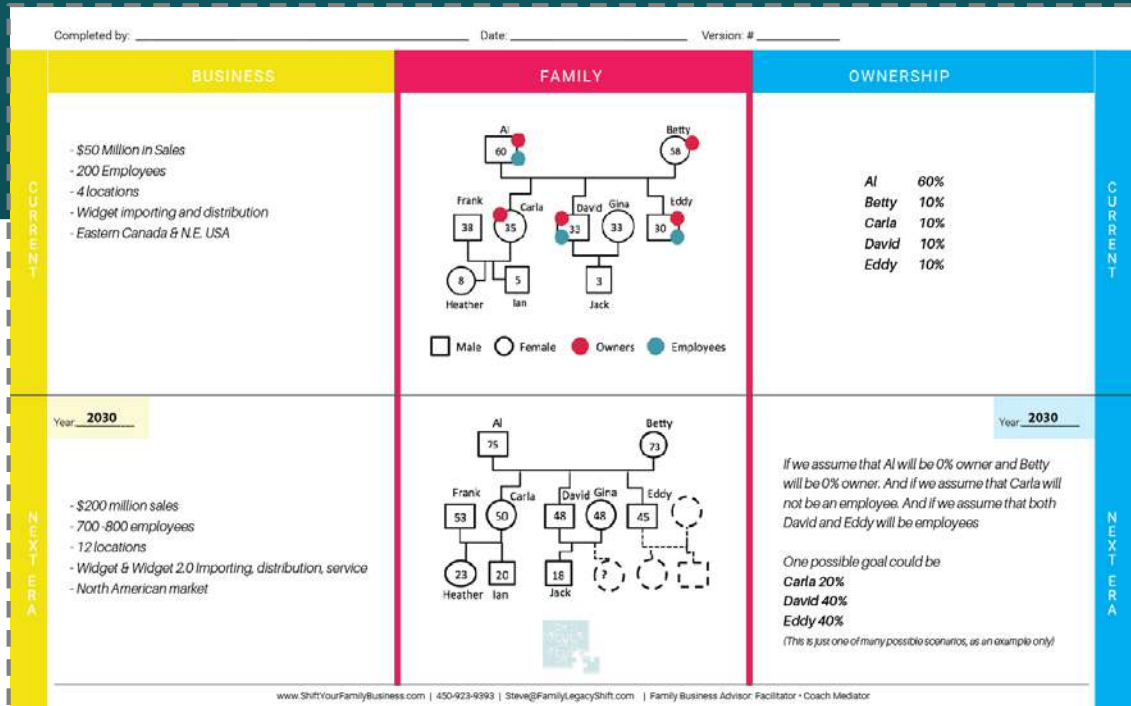 Completed by: Date: Version: #
BUSINESS
FAMILY
OWNERSHIP
CURRENT
- $50 Million in Sales
- 200 Employees
- 4 locations
- Widget importing and distribution
- Eastern Canada & N.E. USA
Al
Betty
60
58
Frank
Carla
David
Gina
Eddy
38
35
33
33
30
8
5
3
Heather
Ian
Jack
Male
Female
Owners
Employees
Al 60%
Betty 10%
Carla 10%
David 10%
Eddy 10%
CURRENT
NEXT ERA
Year: 2030
- $200 million sales
- 700 -800 employees
- 12 locations
- Widget & Widget 2.0 Importing, distribution, service
- North American market
Al
Betty
75
73
Frank
Carla
David
Gina
Eddy
53
50
48
48
45
23
20
18
?
Heather
Ian
Jack
Year: 2030
If we assume that Al will be 0% owner and Betty
will be 0% owner. And if we assume that Carla will
not be an employee. And if we assume that both
David and Eddy will be employees
One possible goal could be
Carla 20%
David 40%
Eddy 40%
(This is just one of many possible scenarios, as an example only)
NEXT ERA
www.ShiftYourFamilyBusiness.com | 450-923-9393 | Steve@FamilyLegacyShift.com | Family Business Advisor: Facilitator • Coach Mediator